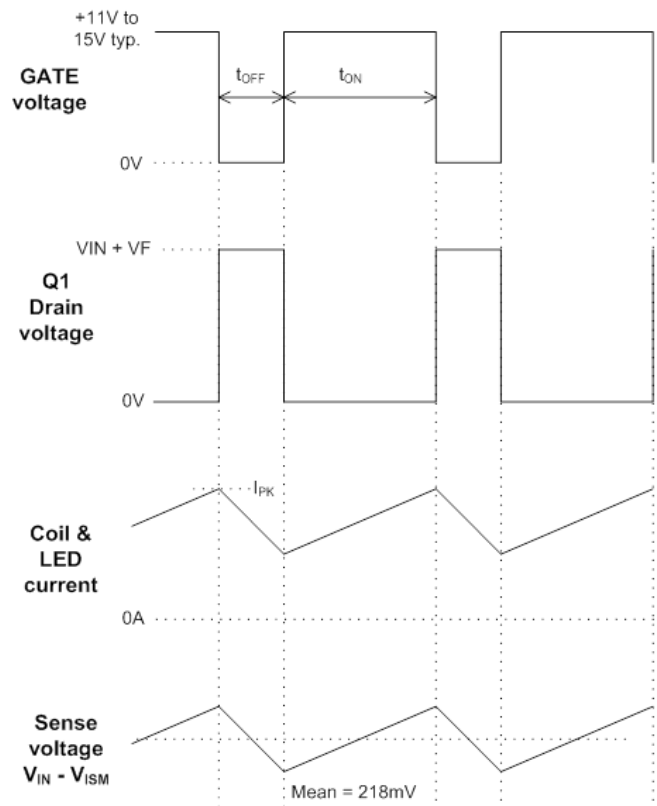 +11V to
15V typ.
GATE
voltage
tOFF
tON
0V
VIN + VF
Q1
Drain
voltage
0V
IPK
Coil &
LED
current
0A
Sense
voltage
VIN - VISM
Mean = 218mV